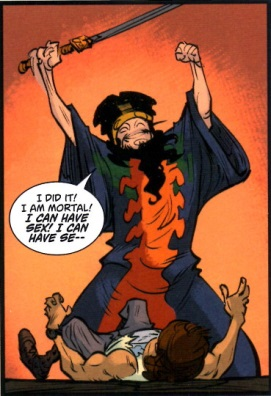 I DID IT!
I AM MORTAL!
I CAN HAVE
SEX! I CAN
HAVE SE--